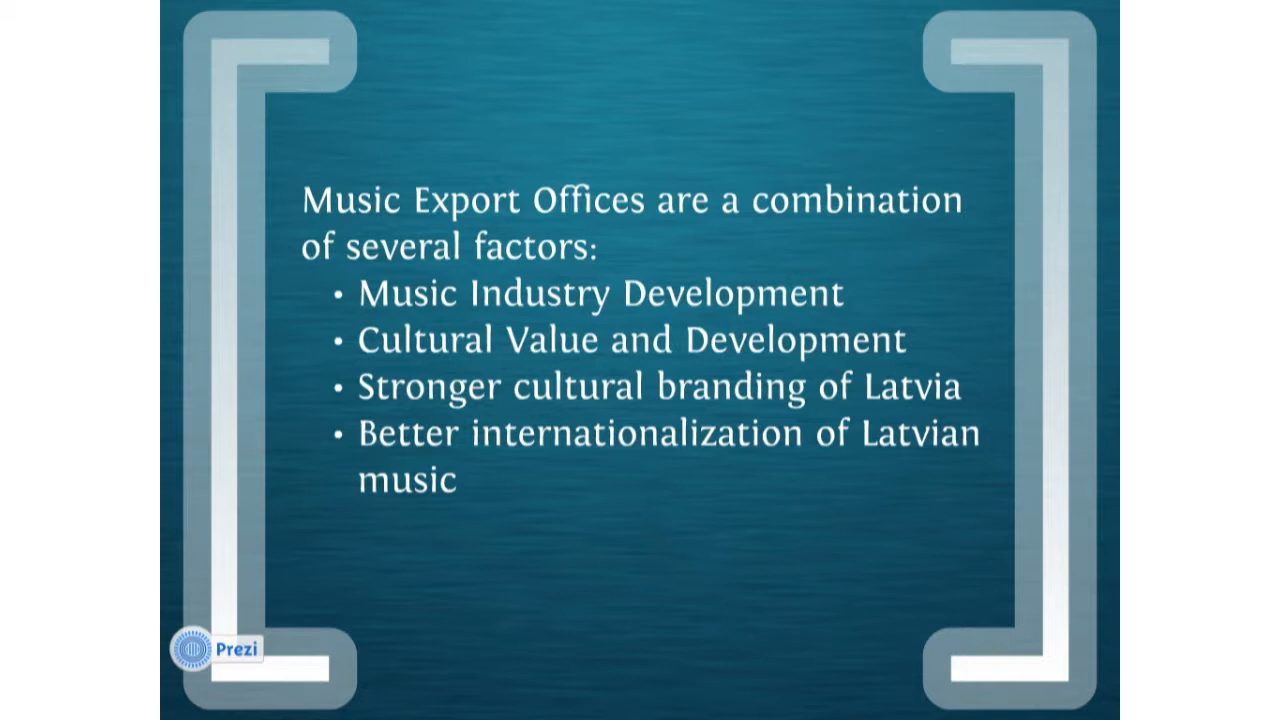 Music Export Offices are a combination
of several factors:
• Music Industry Development
• Cultural Value and Development
• Stronger cultural branding of Latvia
• Better internationalization of Latvian
music
Prezi